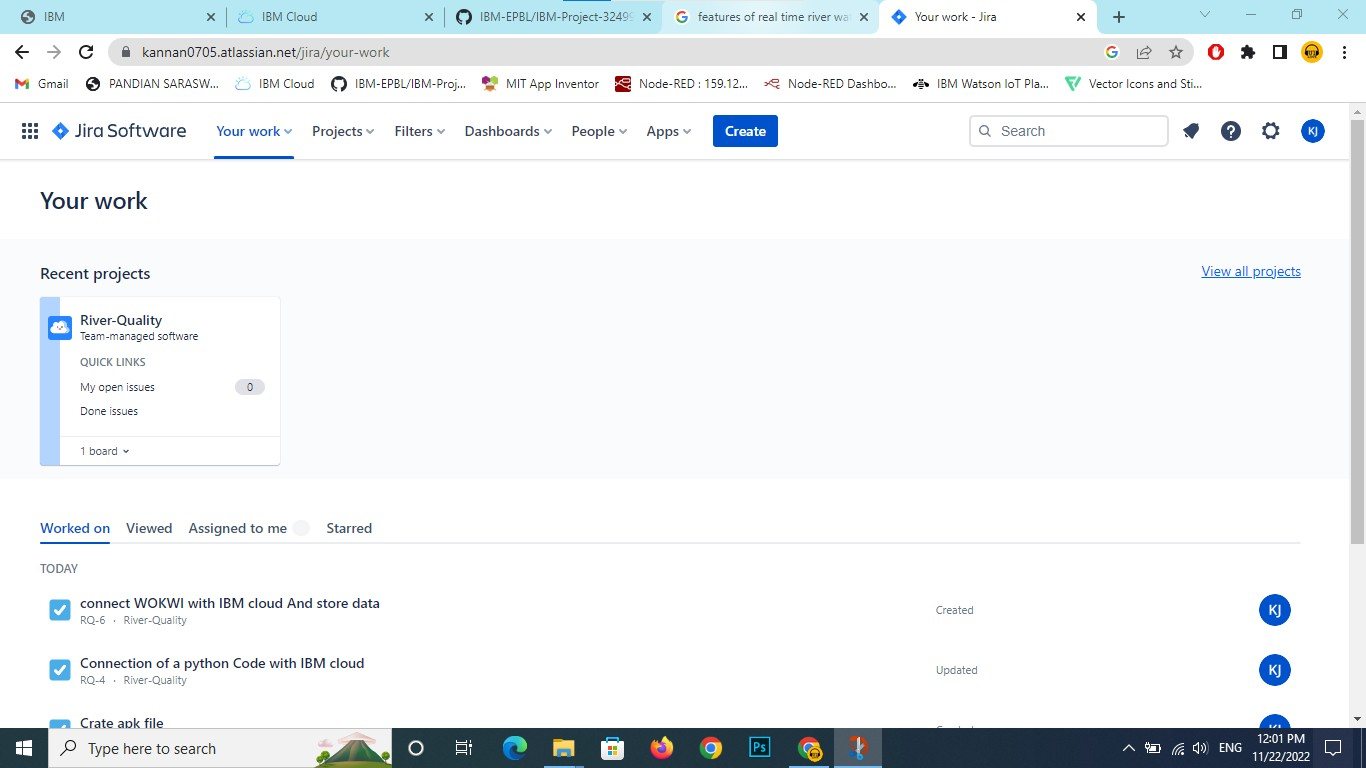 IBM
IBM Cloud
IBM-EPBL/IBM-Project-32499
features of real time river wa
Your work - Jira
kannan0705.atlassian.net/jira/your-work
Gmail
PANDIAN SARASW...
IBM Cloud
IBM-EPBL/IBM-Proj...
MIT App Inventor
Node-RED : 159.12...
Node-RED Dashbo...
IBM Watson IoT Pla...
Vector Icons and Sti...
Jira Software
Your work
Projects
Filters
Dashboards
People
Apps
Create
Search
KJ
Your work
Recent projects
View all projects
River-Quality
Team-managed software
QUICK LINKS
My open issues 0
Done issues
1 board
Worked on
Viewed
Assigned to me
Starred
TODAY
connect WOKWI with IBM cloud And store data
RQ-6 · River-Quality
Created
KJ
Connection of a python Code with IBM cloud
RQ-4 · River-Quality
Updated
KJ
Crate apk file
Created
KJ
Type here to search
Ps
ENG
12:01 PM
11/22/2022